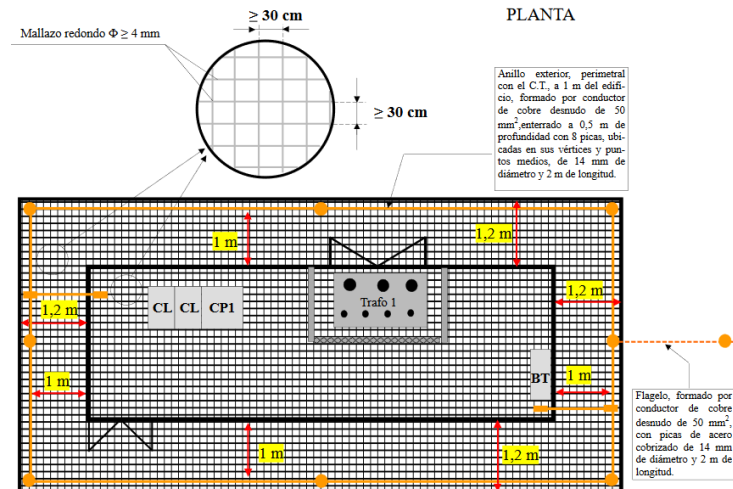 PLANTA
≥ 30 cm
Mallazo redondo Φ ≥ 4 mm
≥ 30 cm
Anillo exterior, perimetral
con el C.T., a 1 m del edifi-
cio, formado por conductor
de cobre desnudo de 50
mm²,enterrado a 0,5 m de
profundidad con 8 picas, ubi-
cadas en sus vértices y pun-
tos medios, de 14 mm de
diámetro y 2 m de longitud.
1 m
1,2 m
1,2 m
CL CL CP1
Trafo 1
1,2 m
1 m
BT
1 m
Flagelo, formado por
conductor de cobre
desnudo de 50 mm²,
con picas de acero
cobrizado de 14 mm
de diámetro y 2 m de
longitud.
1 m
1,2 m